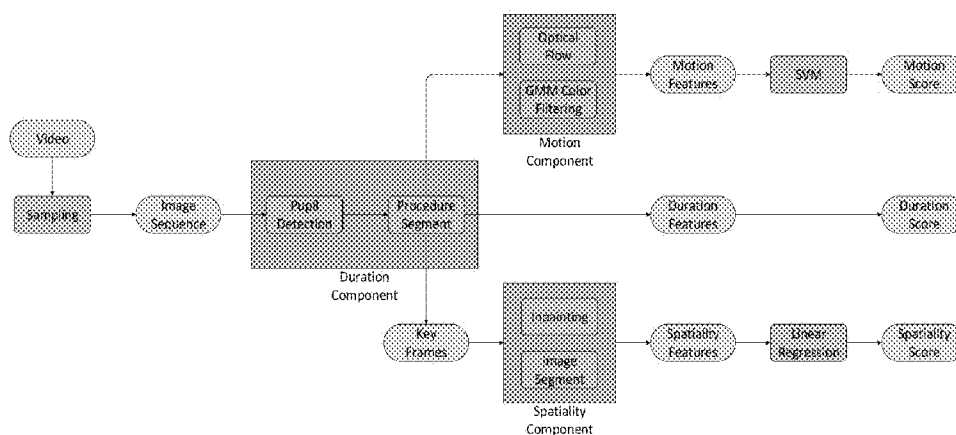 Optical
Flow
GMM Color
Filtering
Motion
Component
Motion
Features
SVM
Motion
Score
Video
Sampling
Image
Sequence
Pupil
Detection
Procedure
Segment
Duration
Component
Duration
Features
Duration
Score
Key
Frames
Inpainting
Image
Segment
Spatiality
Component
Spatiality
Features
Linear
Regression
Spatiality
Score